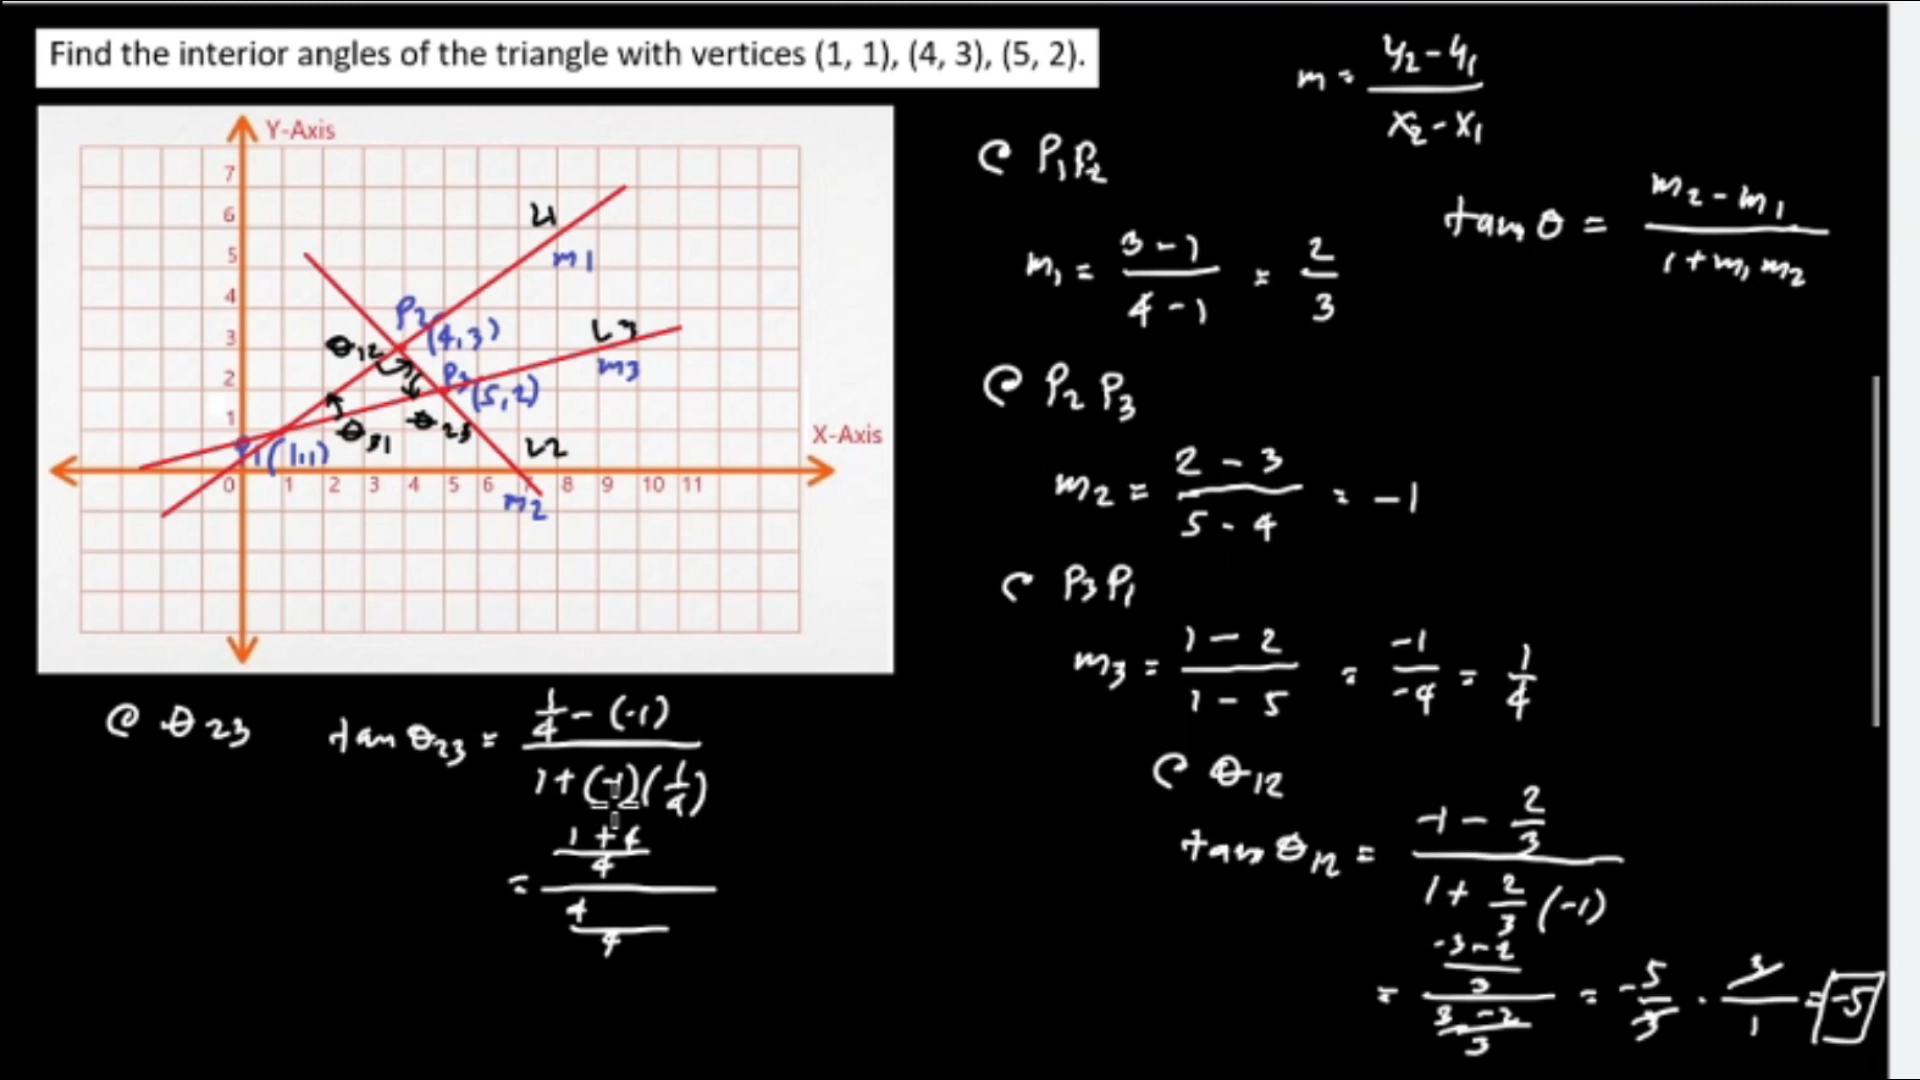 Find the interior angles of the triangle with vertices (1, 1), (4, 3), (5, 2).
Y-Axis
7
6
5
4
3
2
1
0 1 2 3 4 5 6 7 8 9 10 11
X-Axis
L1
m1
P2 (4,3)
L3
m3
θ12
P3 (5,2)
θ31
θ23
P1 (1,1)
L2
m2
m = (y2 - y1) / (x2 - x1)
@ P1P2
m1 = (3 - 1) / (4 - 1) = 2/3
tan θ = (m2 - m1) / (1 + m1 m2)
@ P2 P3
m2 = (2 - 3) / (5 - 4) = -1
@ P3P1
m3 = (1 - 2) / (1 - 5) = -1/-4 = 1/4
@ θ12
tan θ12 = (-1 - 2/3) / (1 + 2/3 (-1))
= ((-3-2)/3) / ((3-2)/3) = -5/3 · 3/1 = -5
@ θ23 tan θ23 = (1/4 - (-1)) / (1 + (-1)(1/4))
= ((1+4)/4) / (4 /4)